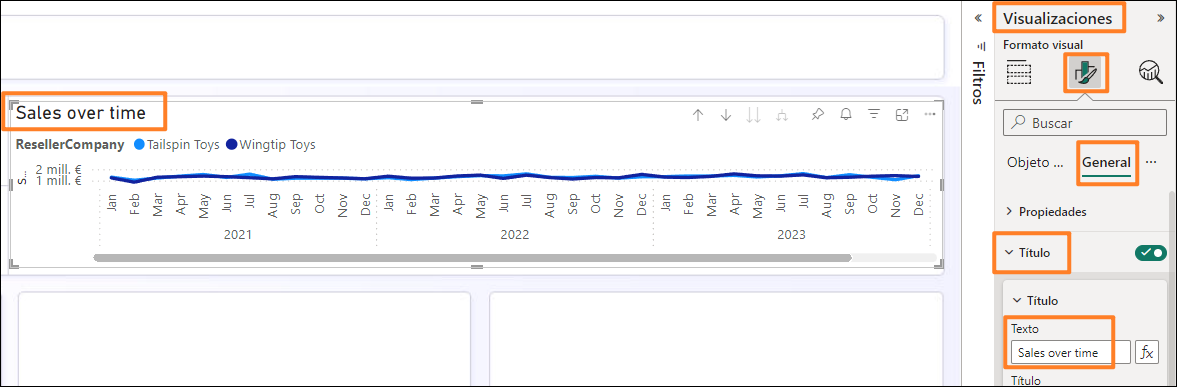 Sales over time
ResellerCompany Tailspin Toys Wingtip Toys
S...
2 mill. €
1 mill. €
Jan Feb Mar Apr May Jun Jul Aug Sep Oct Nov Dec Jan Feb Mar Apr May Jun Jul Aug Sep Oct Nov Dec Jan Feb Mar Apr May Jun Jul Aug Sep Oct Nov Dec
2021 2022 2023
Filtros
Visualizaciones
Formato visual
Buscar
Objeto ... General ...
Propiedades
Título
Título
Texto
Sales over time fx
Título